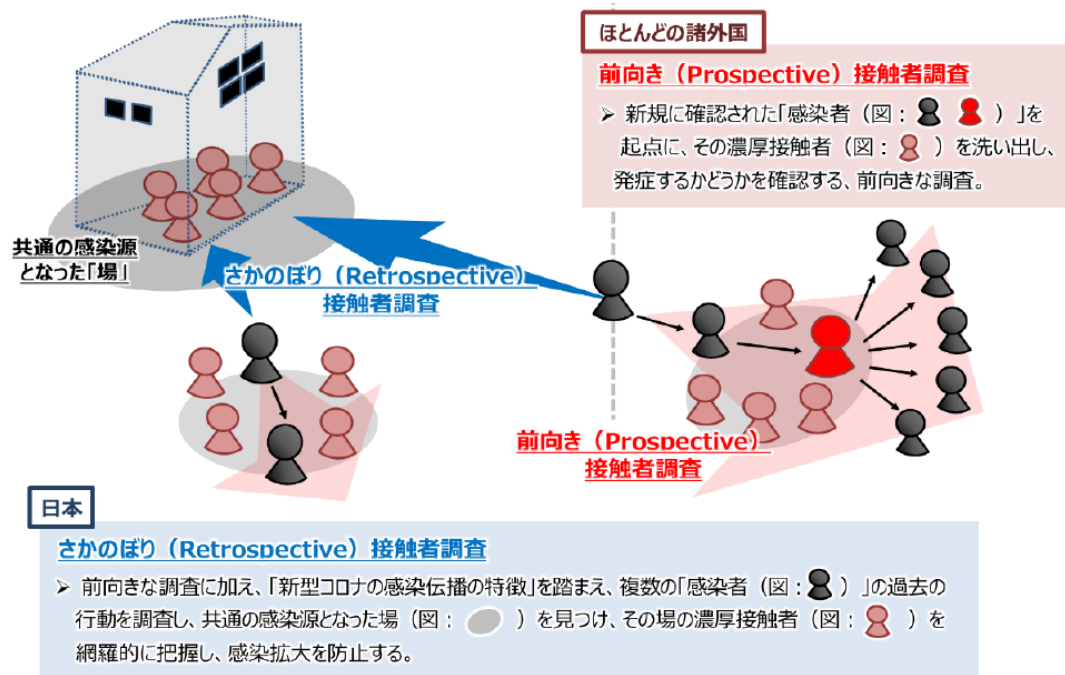 ほとんどの諸外国
前向き（Prospective）接触者調査
➢ 新規に確認された「感染者（図： ）」を
起点に、その濃厚接触者（図： ）を洗い出し、
発症するかどうかを確認する、前向きな調査。
共通の感染源
となった「場」
さかのぼり（Retrospective）
接触者調査
前向き（Prospective）
接触者調査
日本
さかのぼり（Retrospective）接触者調査
➢ 前向きな調査に加え、「新型コロナの感染伝播の特徴」を踏まえ、複数の「感染者（図： ）」の過去の
行動を調査し、共通の感染源となった場（図： ）を見つけ、その場の濃厚接触者（図： ）を
網羅的に把握し、感染拡大を防止する。